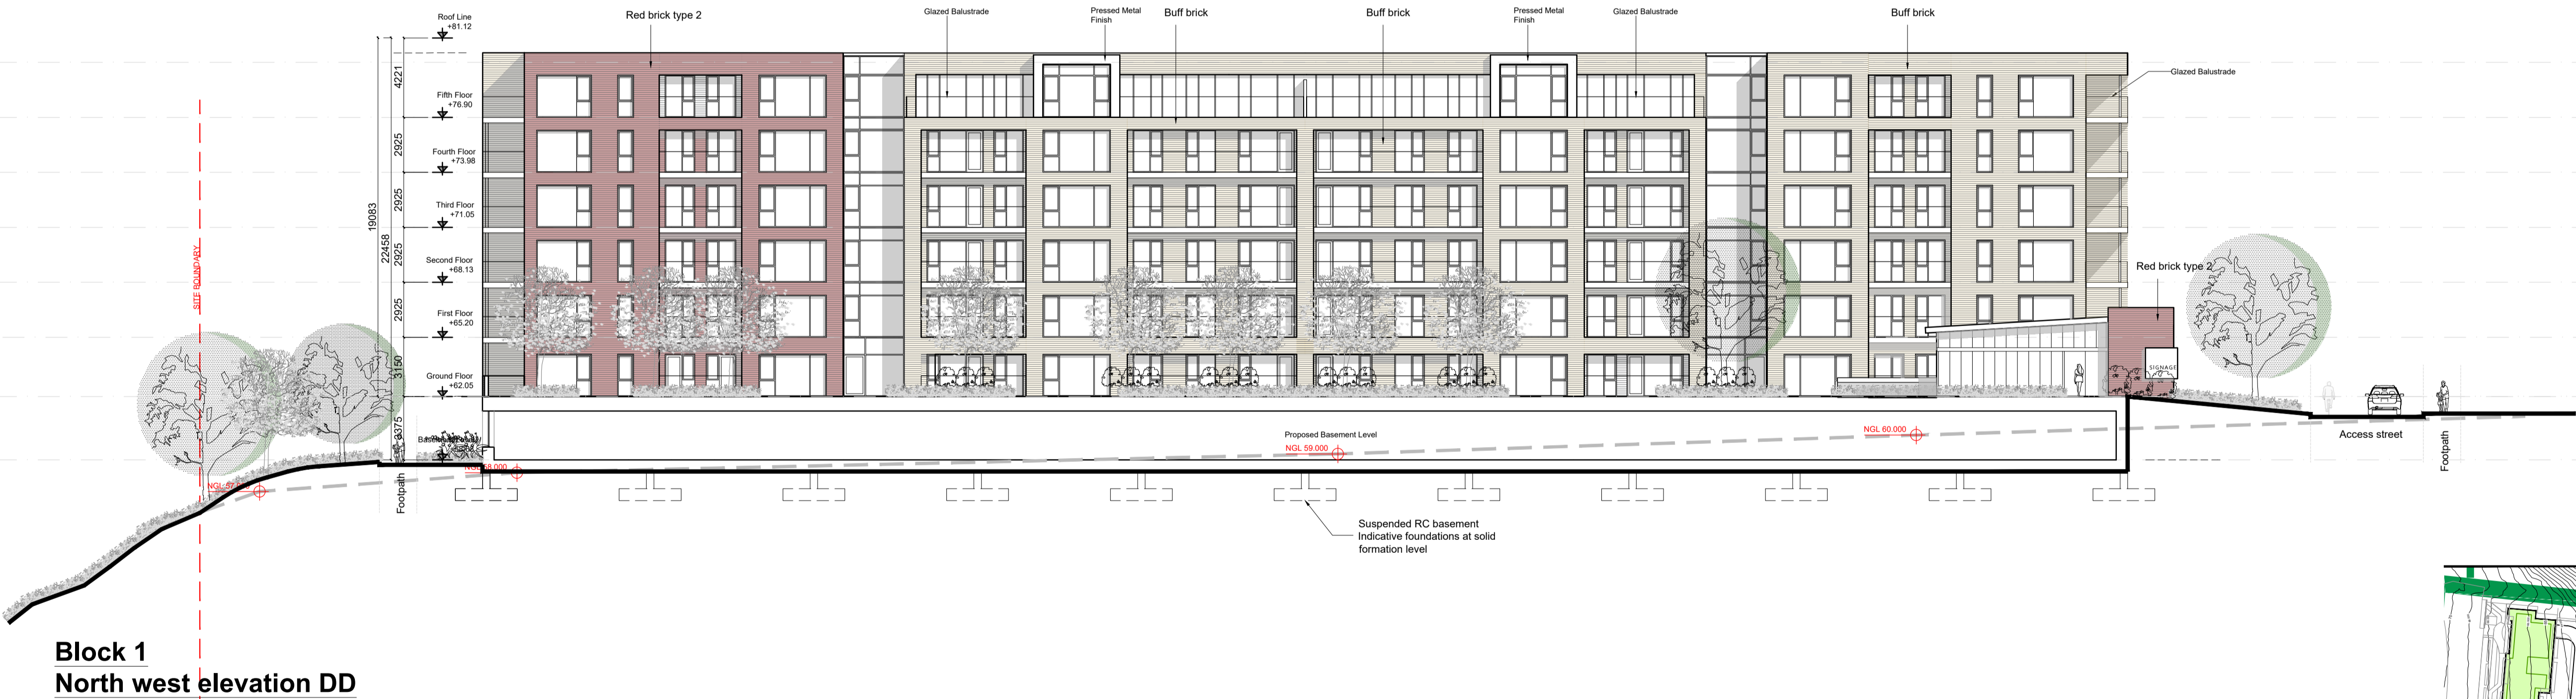 Roof Line
+81.12
Red brick type 2
Glazed Balustrade
Pressed Metal
Finish
Buff brick
Buff brick
Pressed Metal
Finish
Glazed Balustrade
Buff brick
Glazed Balustrade
4221
Fifth Floor
+76.90
2925
Fourth Floor
+73.98
2925
Third Floor
+71.05
19083
22458
2925
Second Floor
+68.13
2925
First Floor
+65.20
3150
Ground Floor
+62.05
3375
SITE BOUNDARY
Red brick type 2
SIGNAGE
Proposed Basement Level
NGL 59.000
NGL 60.000
Access street
Footpath
Footpath
Suspended RC basement
Indicative foundations at solid
formation level
Block 1
North west elevation DD